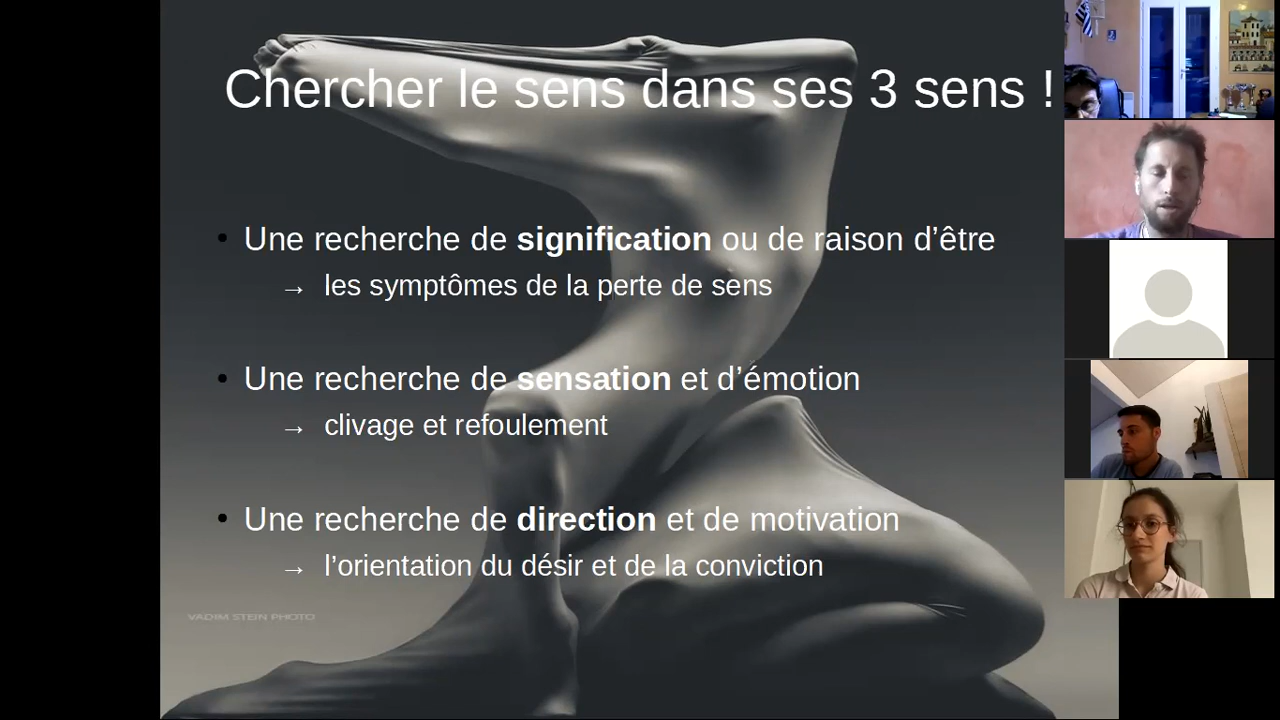 Chercher le sens dans ses 3 sens !
• Une recherche de signification ou de raison d’être
→ les symptômes de la perte de sens
• Une recherche de sensation et d’émotion
→ clivage et refoulement
• Une recherche de direction et de motivation
→ l’orientation du désir et de la conviction
VADIM STEIN PHOTO